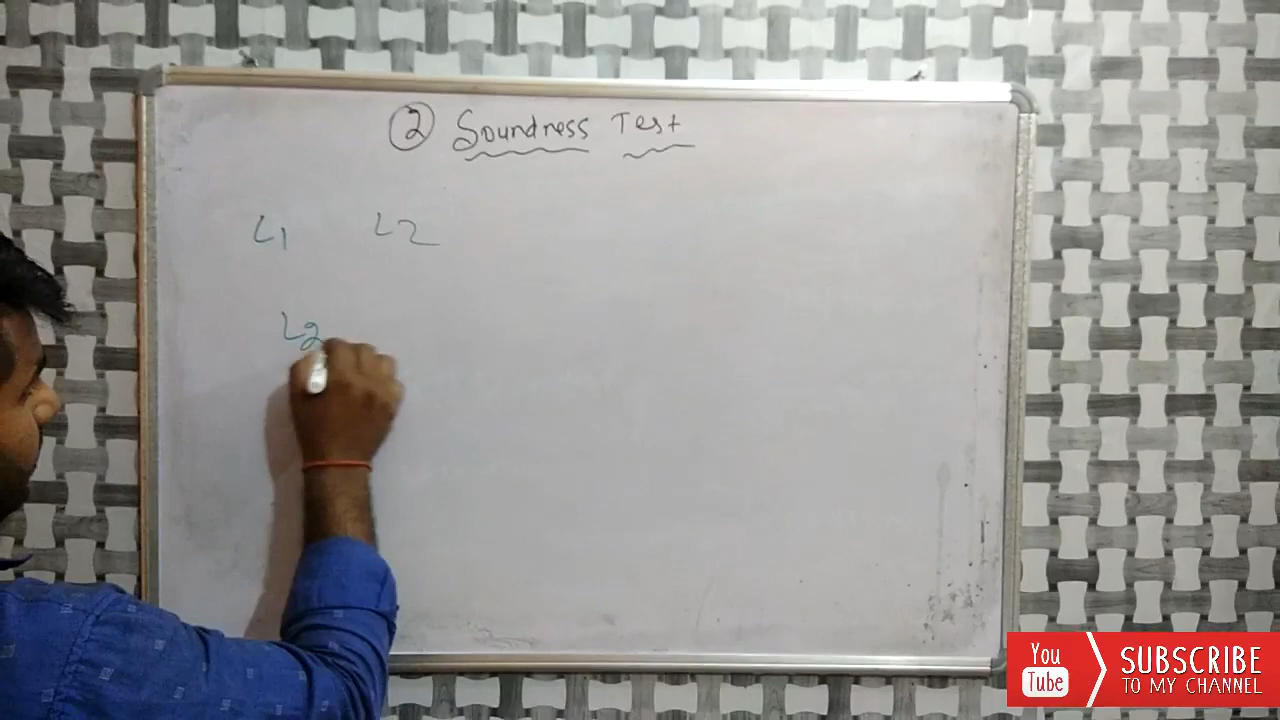 ② Soundness Test
L1 L2
L2
You Tube SUBSCRIBE
TO MY CHANNEL